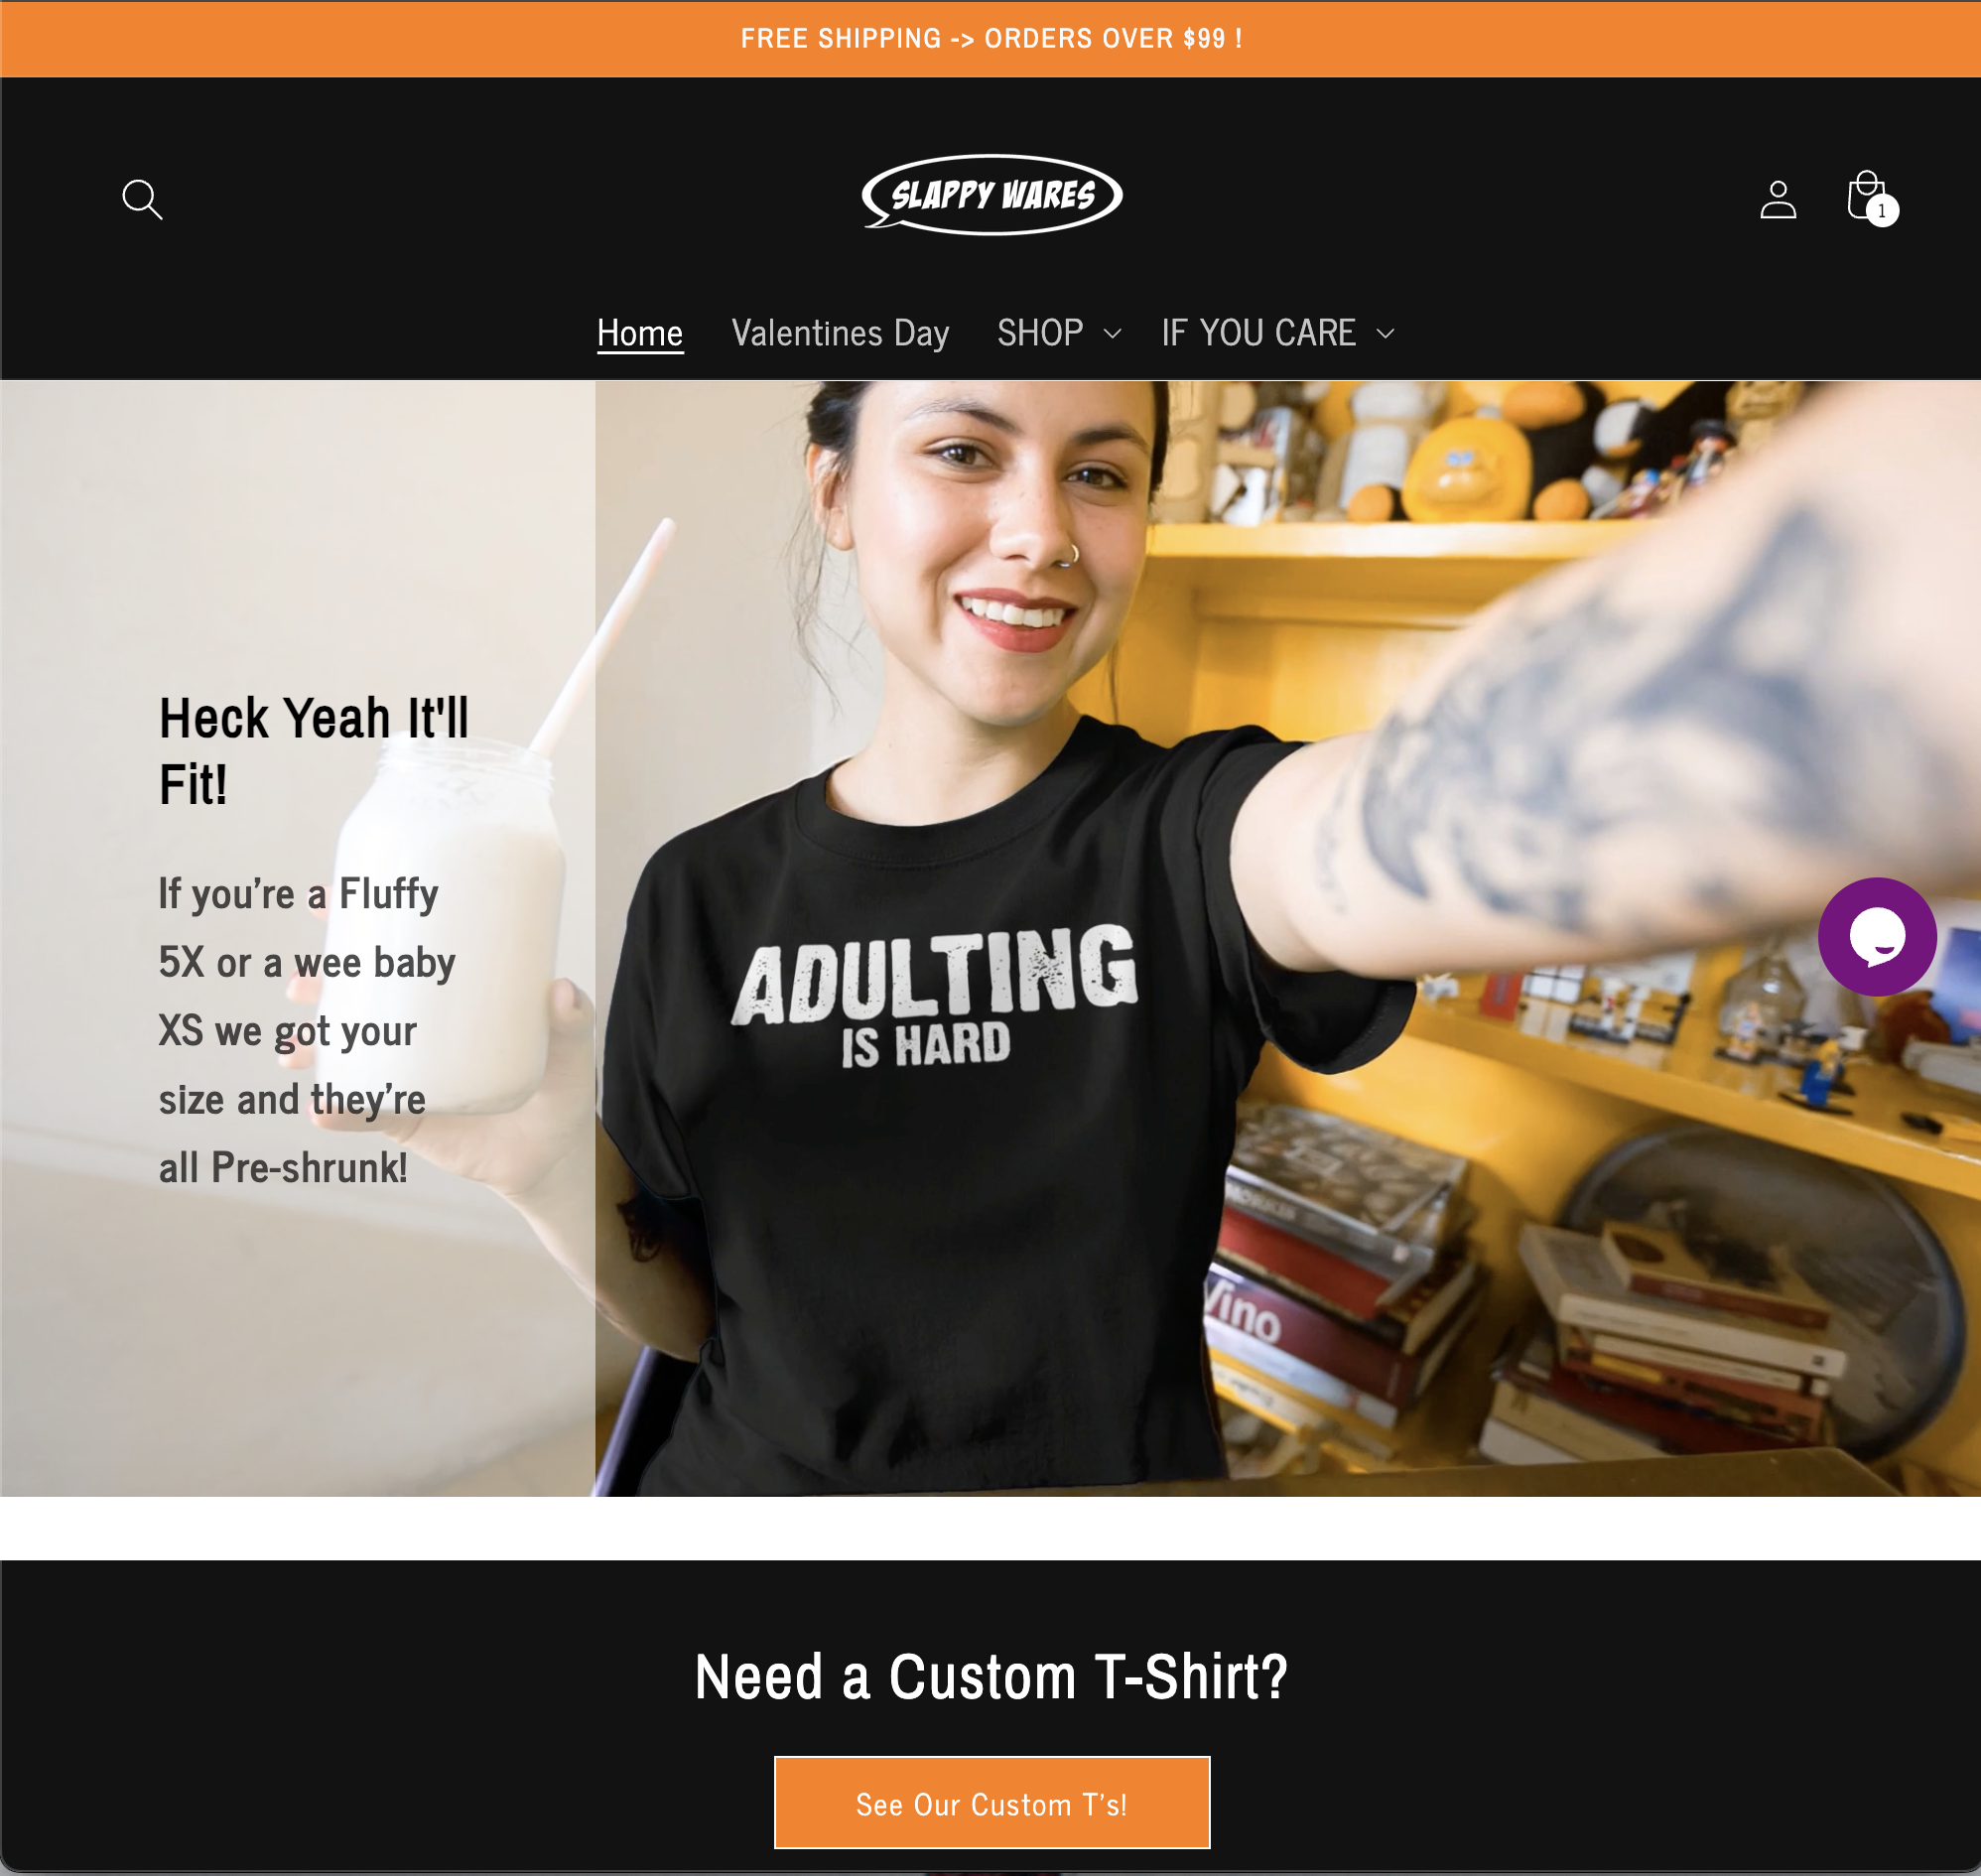 FREE SHIPPING -> ORDERS OVER $99 !
SLAPPY WARES
1
Home Valentines Day SHOP IF YOU CARE
Heck Yeah It'll
Fit!
If you’re a Fluffy
5X or a wee baby
XS we got your
size and they’re
all Pre-shrunk!
ADULTING
IS HARD
Vino
Need a Custom T-Shirt?
See Our Custom T’s!